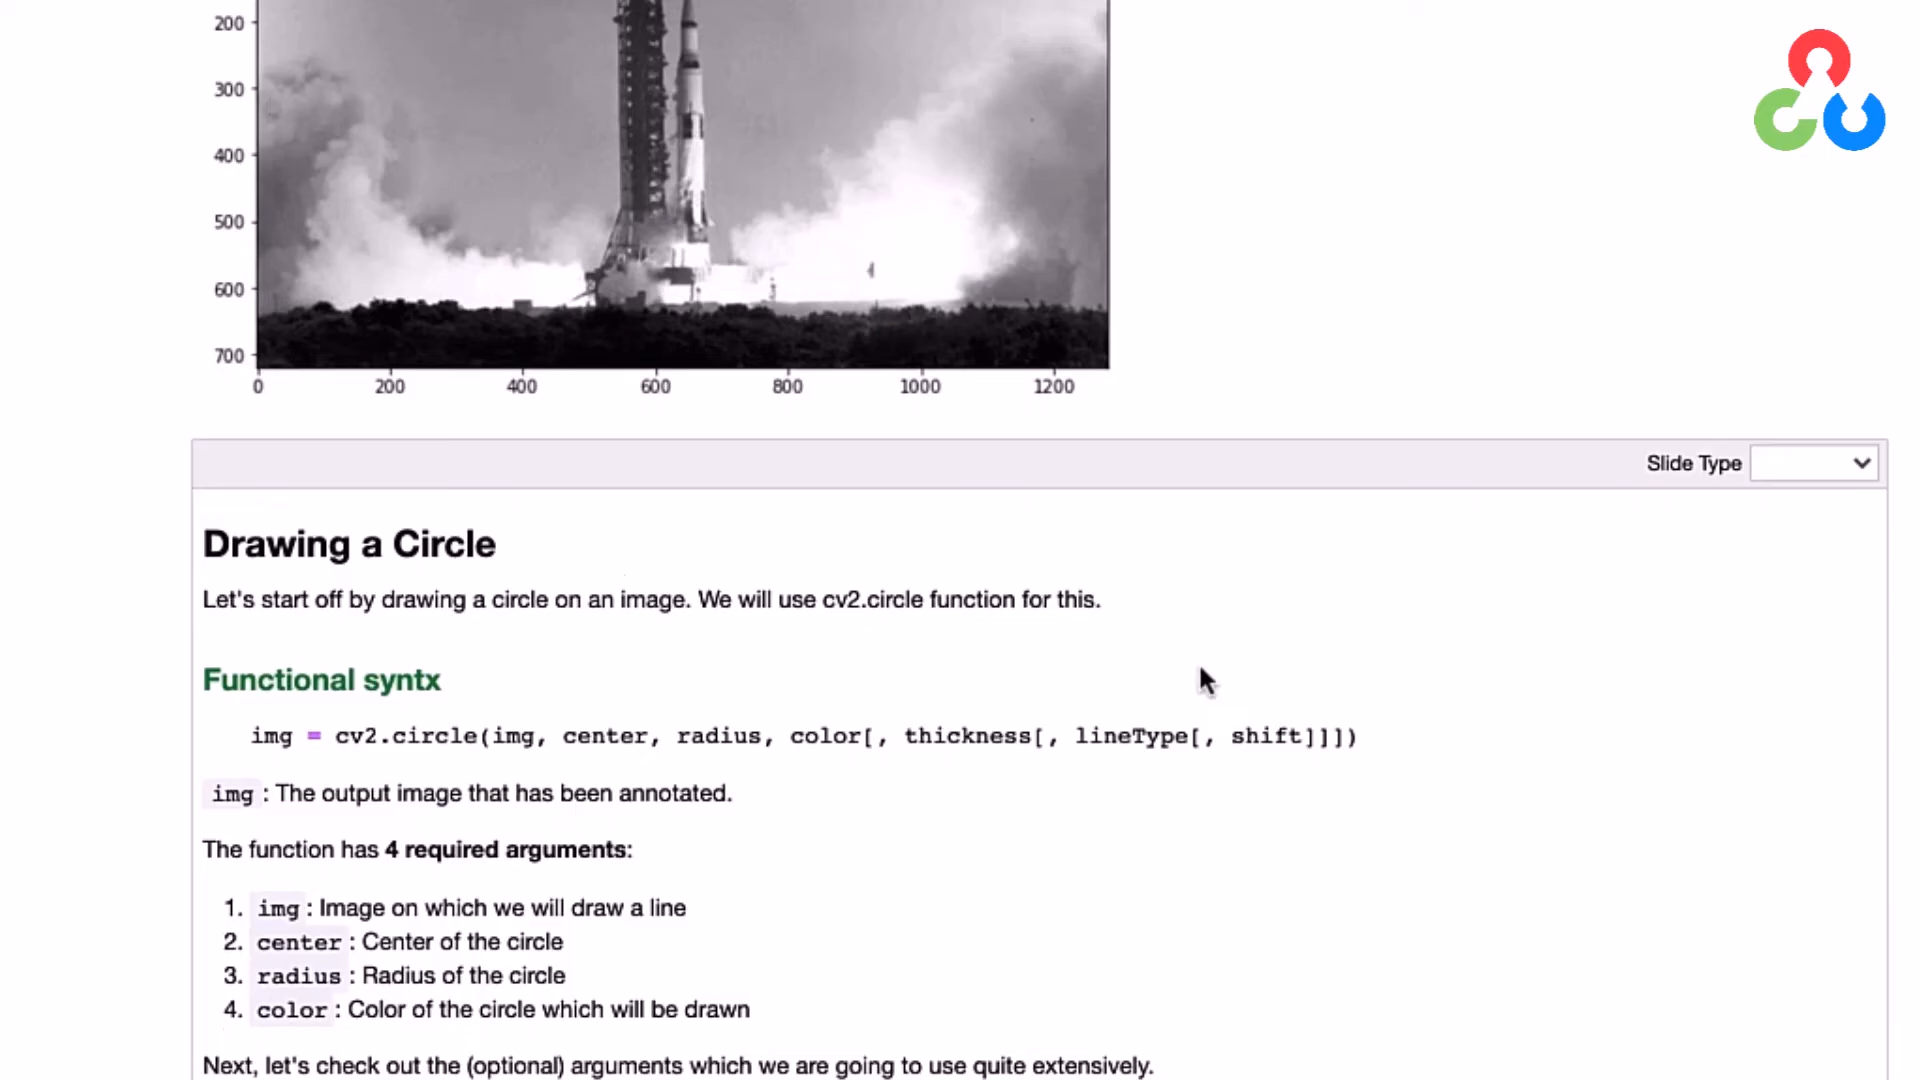 200
300
400
500
600
700
0 200 400 600 800 1000 1200
Slide Type
Drawing a Circle
Let's start off by drawing a circle on an image. We will use cv2.circle function for this.
Functional syntx
img = cv2.circle(img, center, radius, color[, thickness[, lineType[, shift]]])
img : The output image that has been annotated.
The function has 4 required arguments:
1. img : Image on which we will draw a line
2. center : Center of the circle
3. radius : Radius of the circle
4. color : Color of the circle which will be drawn
Next, let's check out the (optional) arguments which we are going to use quite extensively.